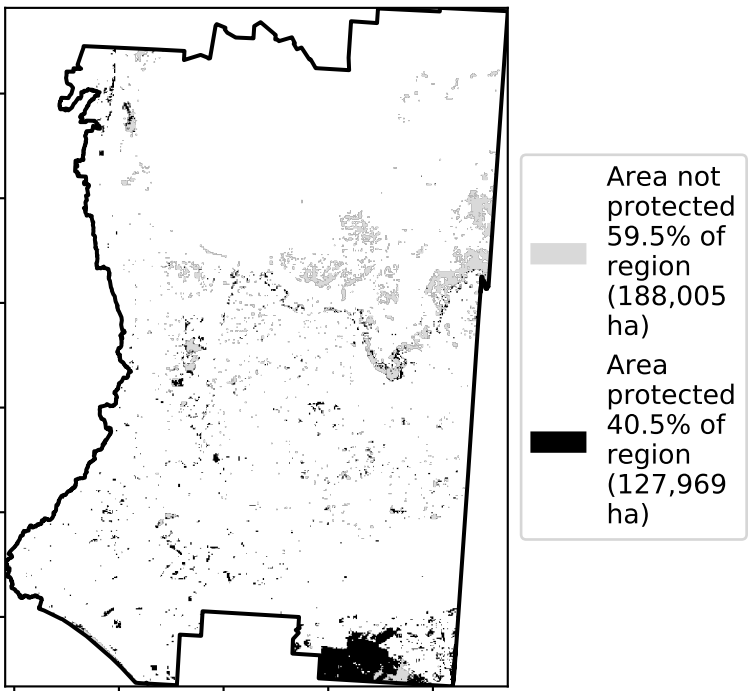 Area not
protected
59.5% of
region
(188,005
ha)
Area
protected
40.5% of
region
(127,969
ha)